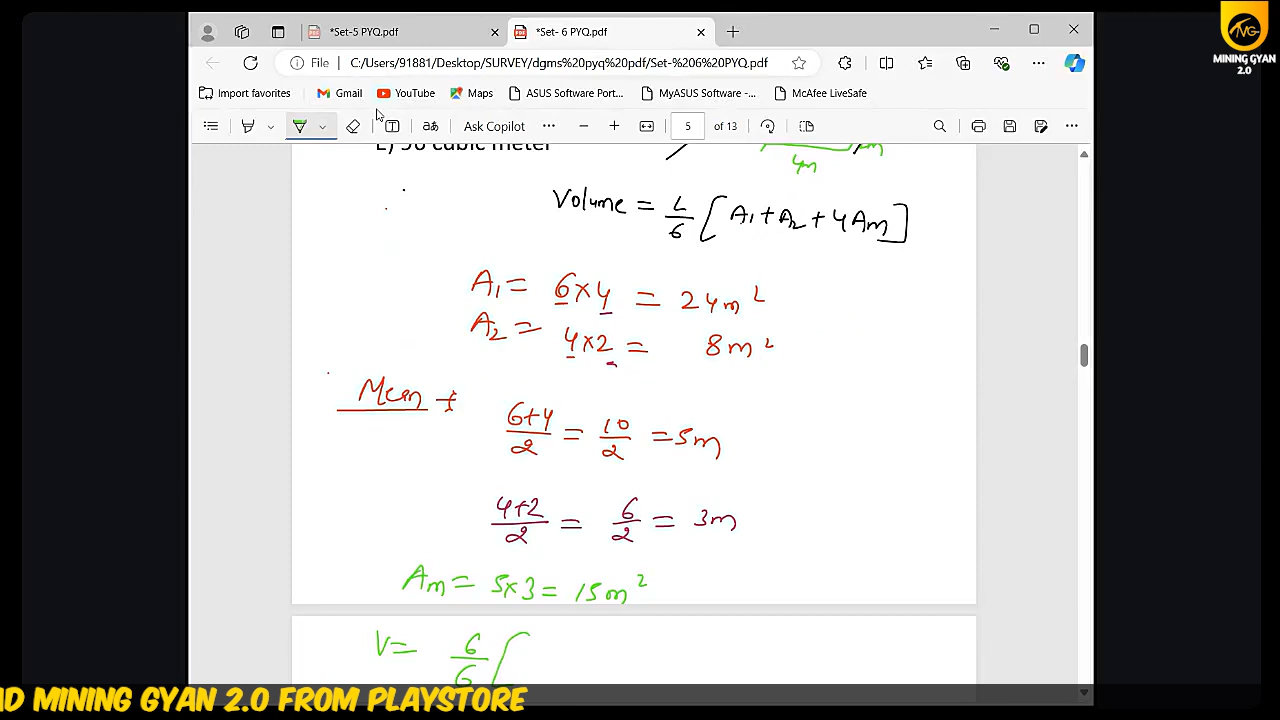 *Set-5 PYQ.pdf
*Set- 6 PYQ.pdf
File C:/Users/91881/Desktop/SURVEY/dgms%20pyq%20pdf/Set-%206%20PYQ.pdf
Import favorites Gmail YouTube Maps ASUS Software Port... MyASUS Software -... McAfee LiveSafe
Ask Copilot 5 of 13
MINING GYAN
2.0
cubic meter
4m
Volume = L/6 [A1 + A2 + 4Am]
A1 = 6×4 = 24m²
A2 = 4×2 = 8m²
Mean
6+4/2 = 10/2 = 5m
4+2/2 = 6/2 = 3m
Am = 5×3 = 15m²
V = 6/6 [
MINING GYAN 2.0 FROM PLAYSTORE